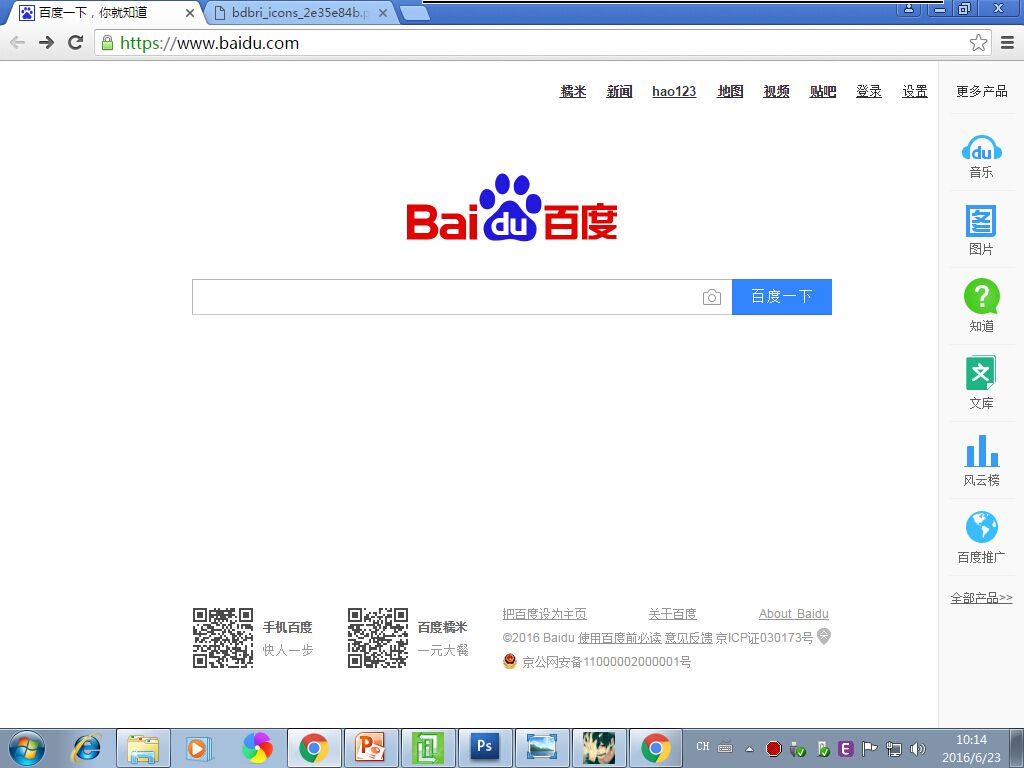 百度一下，你就知道
bdbri_icons_2e35e84b.p
https://www.baidu.com
糯米 新闻 hao123 地图 视频 贴吧 登录 设置 更多产品
Bai du 百度
百度一下
du
音乐
图
图片
?
知道
文
文库
风云榜
百度推广
全部产品>>
手机百度
快人一步
百度糯米
一元大餐
把百度设为主页 关于百度 About Baidu
©2016 Baidu 使用百度前必读 意见反馈 京ICP证030173号
京公网安备11000002000001号
Ps
CH
E
10:14
2016/6/23